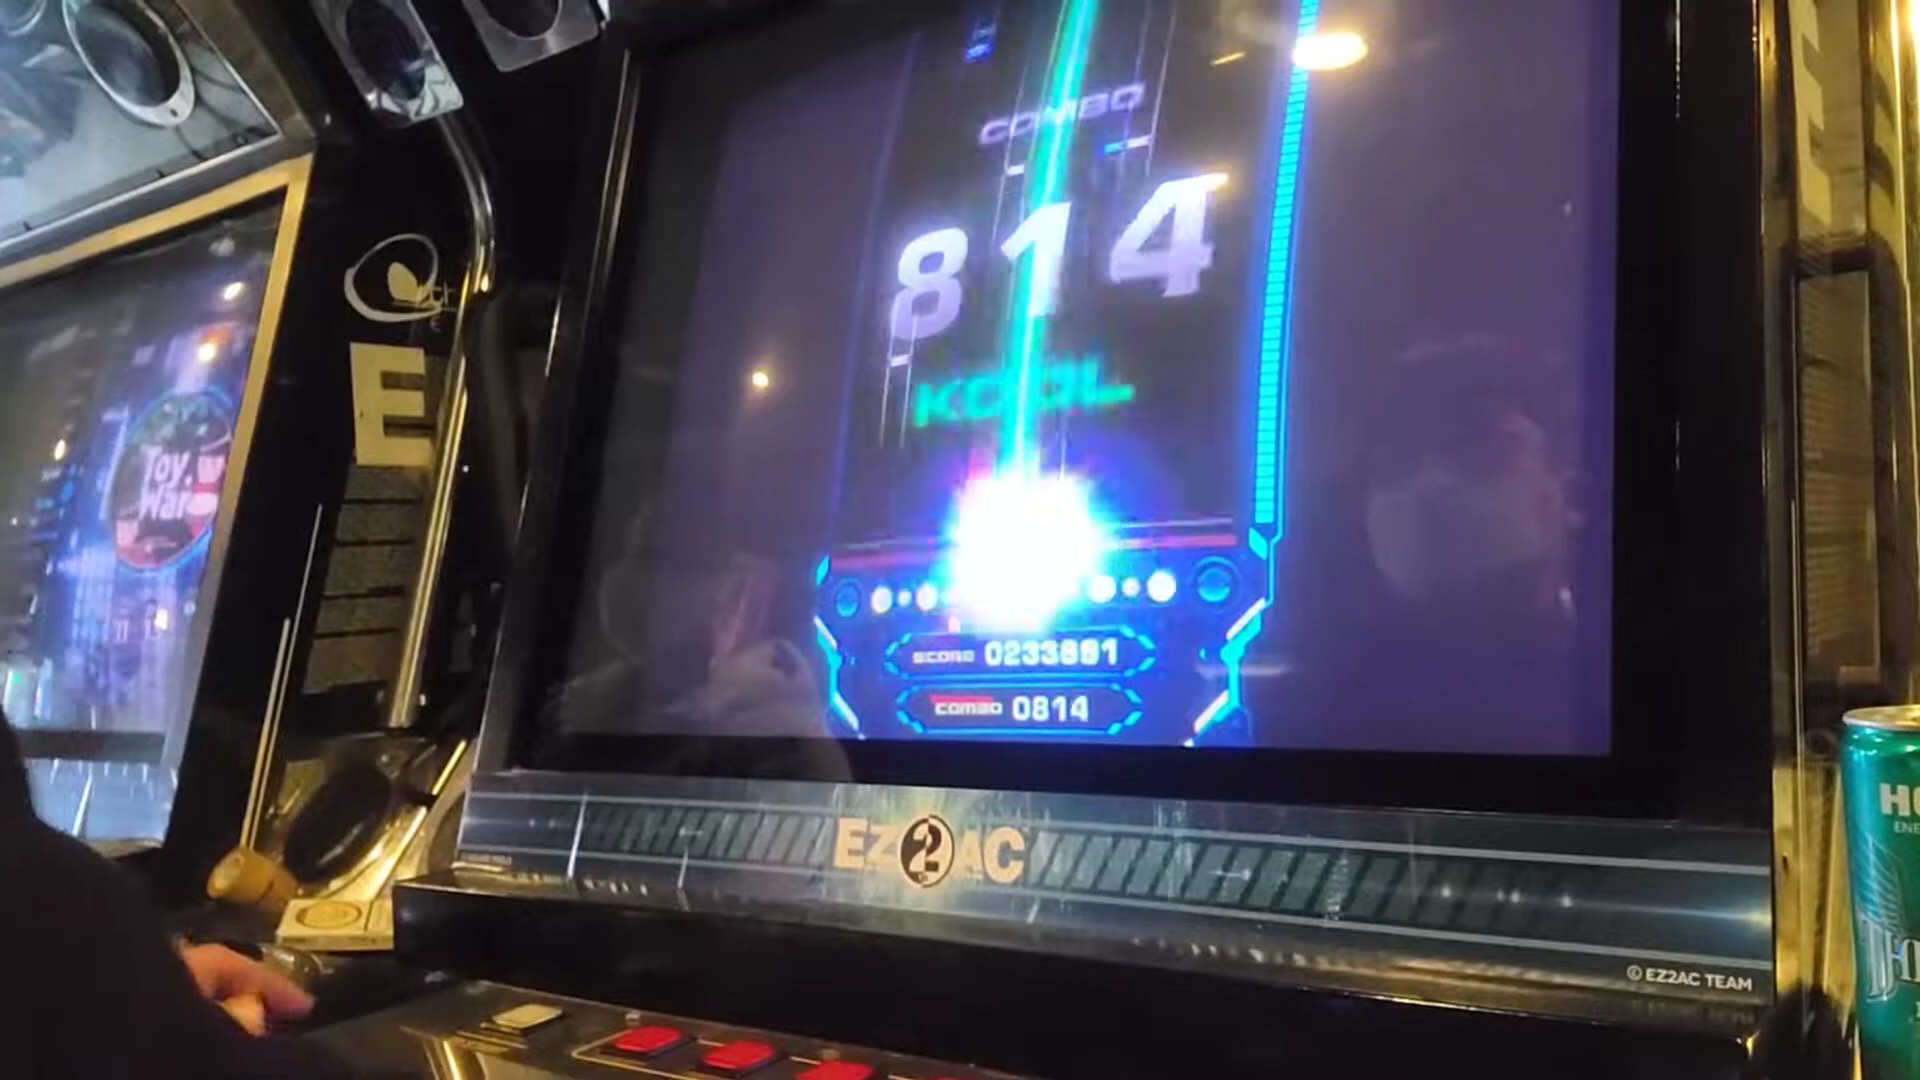 COMBO
814
KOOL
E
Toy
War
SCORE 0233881
COMBO 0814
EZ2AC
© EZ2AC TEAM